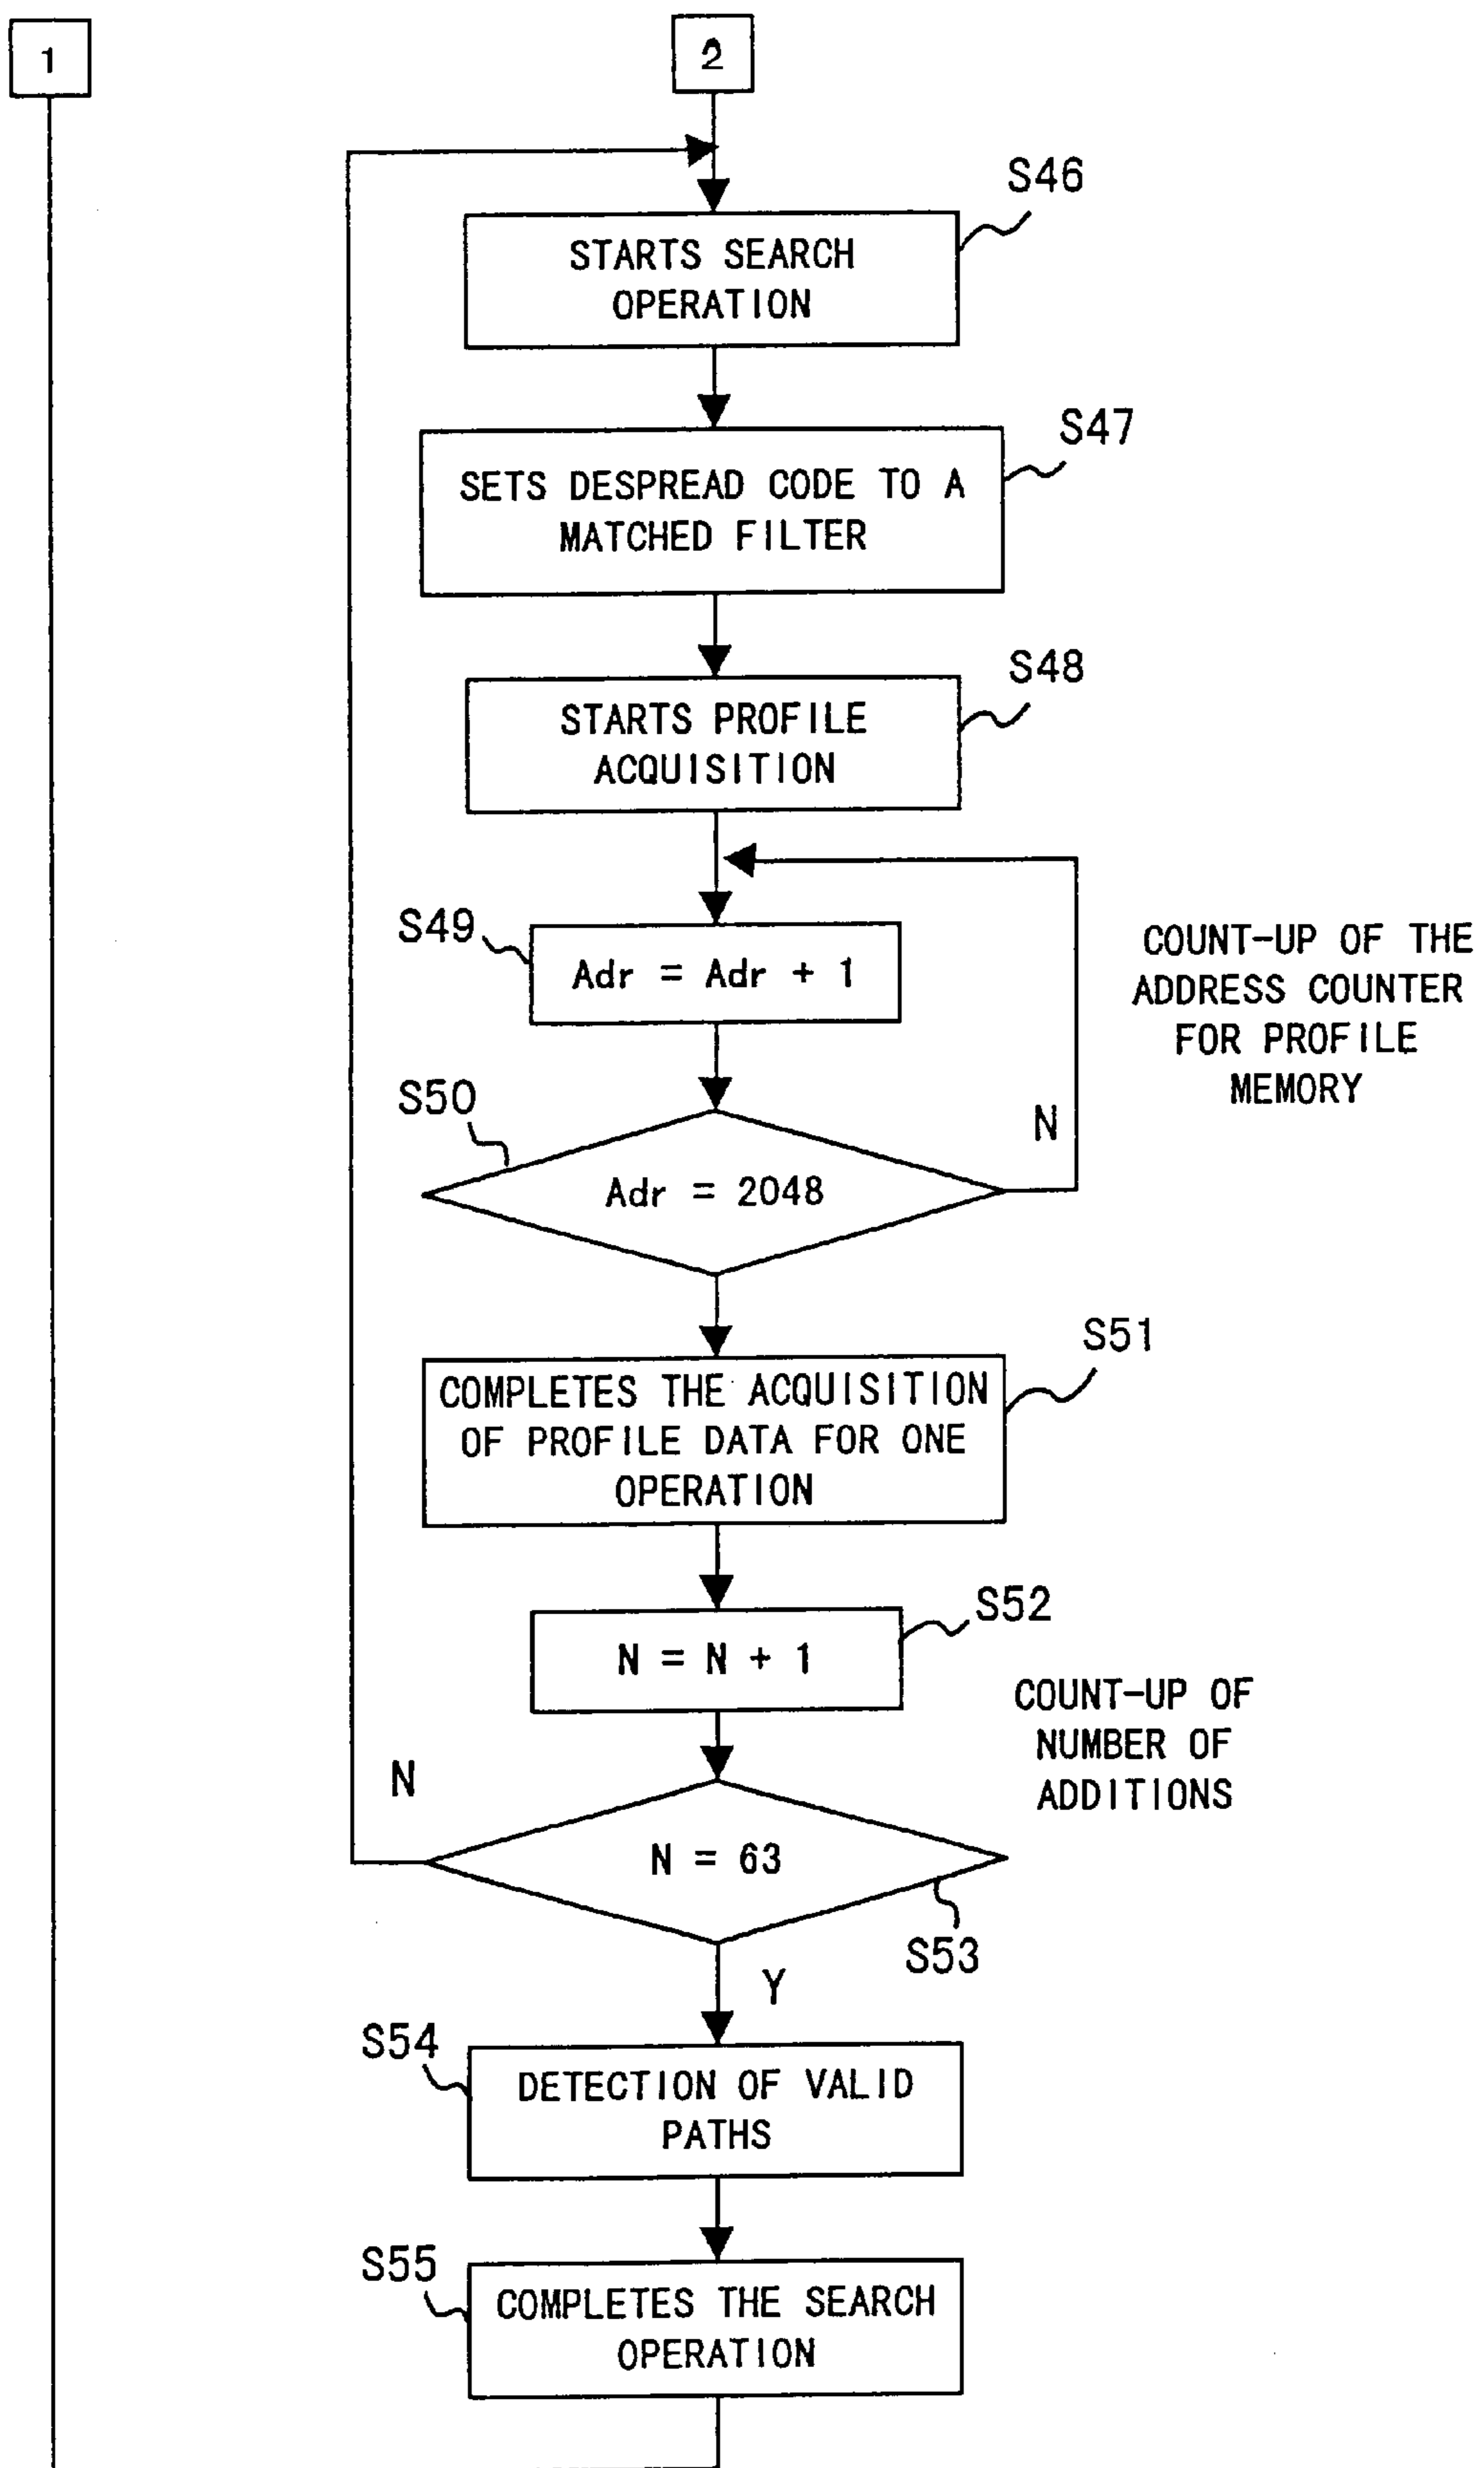 1
2
S46
STARTS SEARCH
OPERATION
S47
SETS DESPREAD CODE TO A
MATCHED FILTER
S48
STARTS PROFILE
ACQUISITION
S49
Adr = Adr + 1
COUNT-UP OF THE
ADDRESS COUNTER
FOR PROFILE
MEMORY
S50
N
Adr = 2048
S51
COMPLETES THE ACQUISITION
OF PROFILE DATA FOR ONE
OPERATION
S52
N = N + 1
COUNT-UP OF
NUMBER OF
ADDITIONS
N
N = 63
S53
Y
S54
DETECTION OF VALID
PATHS
S55
COMPLETES THE SEARCH
OPERATION